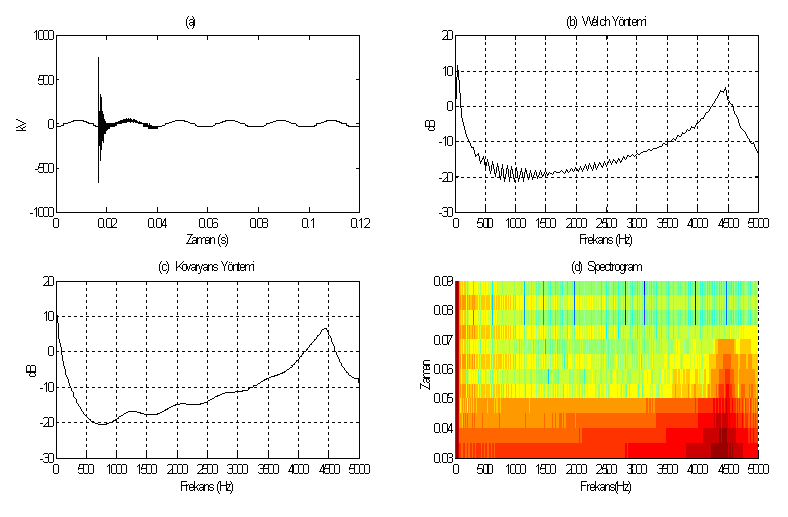 (a)
1000
500
0
-500
-1000
kV
0 0.02 0.04 0.06 0.08 0.1 0.12
Zaman (s)
(b) Welch Yöntemi
20
10
0
-10
-20
-30
dB
0 500 1000 1500 2000 2500 3000 3500 4000 4500 5000
Frekans (Hz)
(c) Kovaryans Yöntemi
20
10
0
-10
-20
-30
dB
0 500 1000 1500 2000 2500 3000 3500 4000 4500 5000
Frekans (Hz)
(d) Spectrogram
0.09
0.08
0.07
0.06
0.05
0.04
0.03
Zaman
0 500 1000 1500 2000 2500 3000 3500 4000 4500 5000
Frekans(Hz)